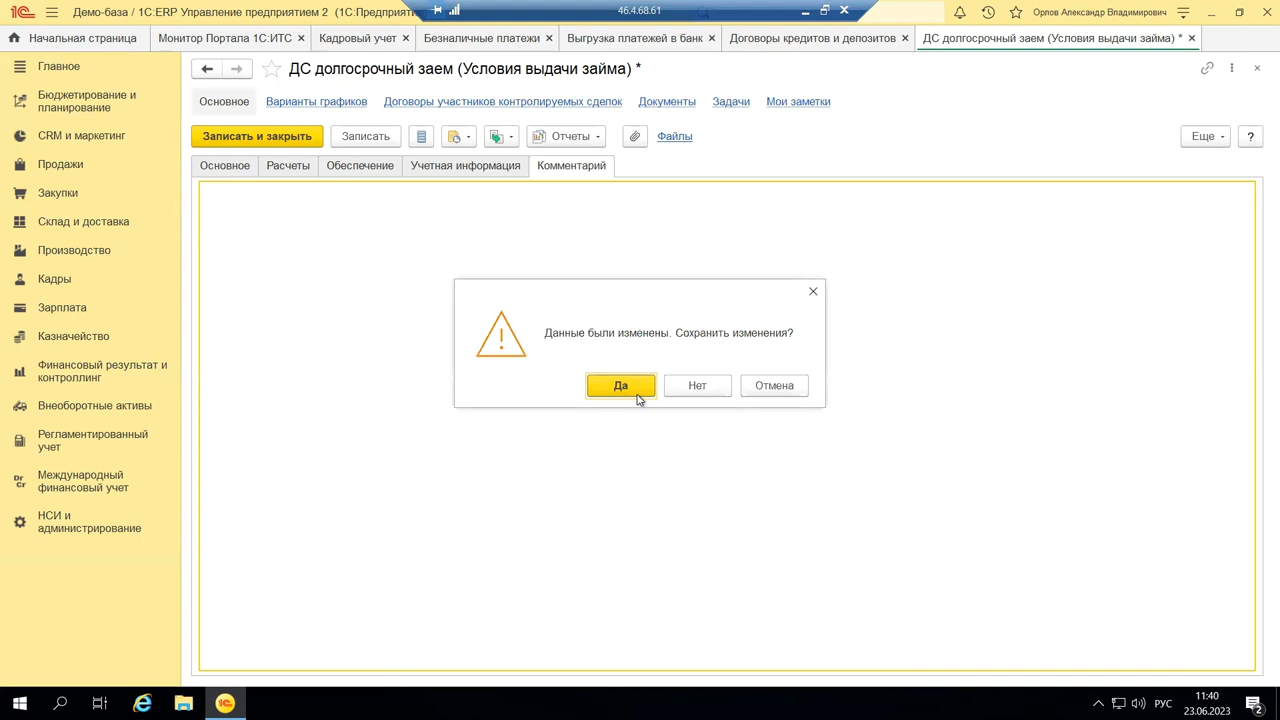 Демо-база / 1С:ERP Управление предприятием 2 (1С:Предприятие
46.4.68.61
Орлов Александр Владимирович
Начальная страница
Монитор Портала 1С:ИТС
Кадровый учет
Безналичные платежи
Выгрузка платежей в банк
Договоры кредитов и депозитов
ДС долгосрочный заем (Условия выдачи займа) *
Главное
Бюджетирование и
планирование
CRM и маркетинг
Продажи
Закупки
Склад и доставка
Производство
Кадры
Зарплата
Казначейство
Финансовый результат и
контроллинг
Внеоборотные активы
Регламентированный
учет
Dr
Cr
Международный
финансовый учет
НСИ и
администрирование
ДС долгосрочный заем (Условия выдачи займа) *
Основное
Варианты графиков
Договоры участников контролируемых сделок
Документы
Задачи
Мои заметки
Записать и закрыть
Записать
Отчеты
Файлы
Еще
?
Основное
Расчеты
Обеспечение
Учетная информация
Комментарий
Данные были изменены. Сохранить изменения?
Да
Нет
Отмена
РУС
11:40
23.06.2023
2